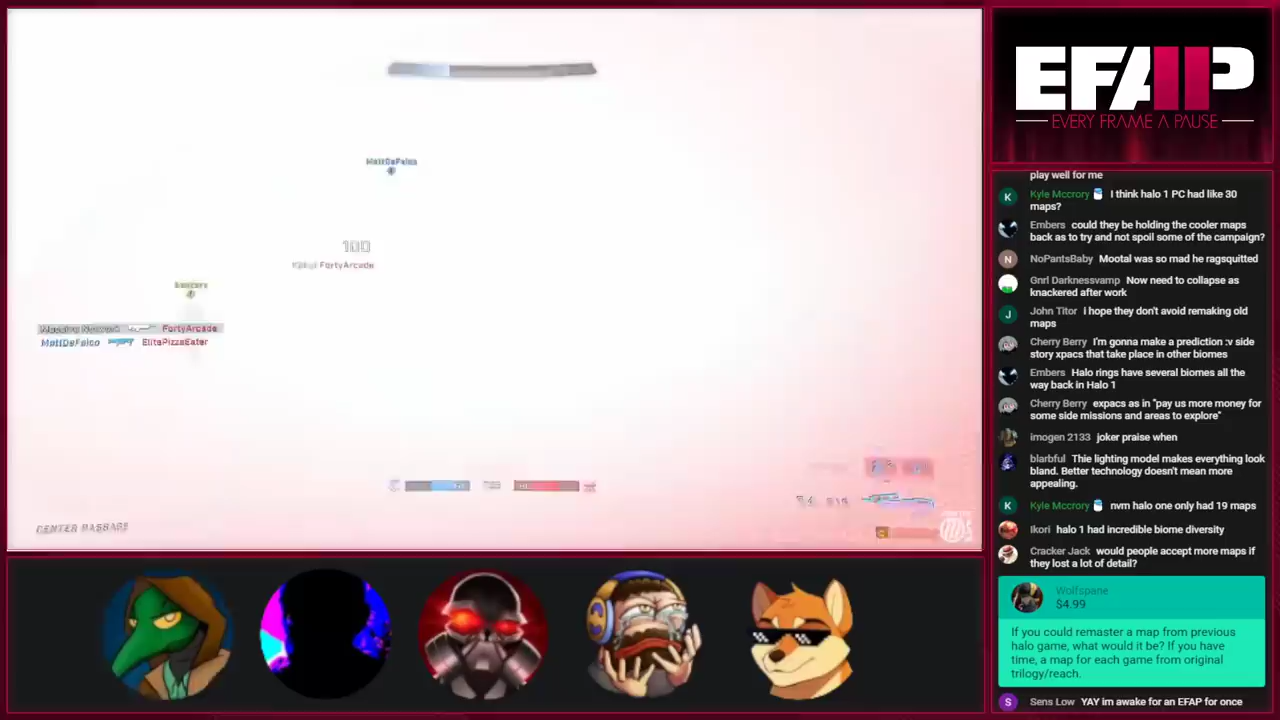 MattDeFalco
100
Killed FortyArcade
FortyArcade
MattDeFalco ElitePizzaEater
CENTER PASSAGE
EFAP
EVERY FRAME A PAUSE
play well for me
K Kyle Mccrory I think halo 1 PC had like 30
maps?
Embers could they be holding the cooler maps
back as to try and not spoil some of the campaign?
N NoPantsBaby Mootal was so mad he ragsquitted
Gnrl Darknessvamp Now need to collapse as
knackered after work
J John Titor i hope they don't avoid remaking old
maps
Cherry Berry I'm gonna make a prediction :v side
story xpacs that take place in other biomes
Embers Halo rings have several biomes all the
way back in Halo 1
Cherry Berry expacs as in "pay us more money for
some side missions and areas to explore"
imogen 2133 joker praise when
blarbful Thie lighting model makes everything look
bland. Better technology doesn't mean more
appealing.
K Kyle Mccrory nvm halo one only had 19 maps
Ikori halo 1 had incredible biome diversity
Cracker Jack would people accept more maps if
they lost a lot of detail?
Wolfspane
$4.99
If you could remaster a map from previous
halo game, what would it be? If you have
time, a map for each game from original
trilogy/reach.
S Sens Low YAY im awake for an EFAP for once